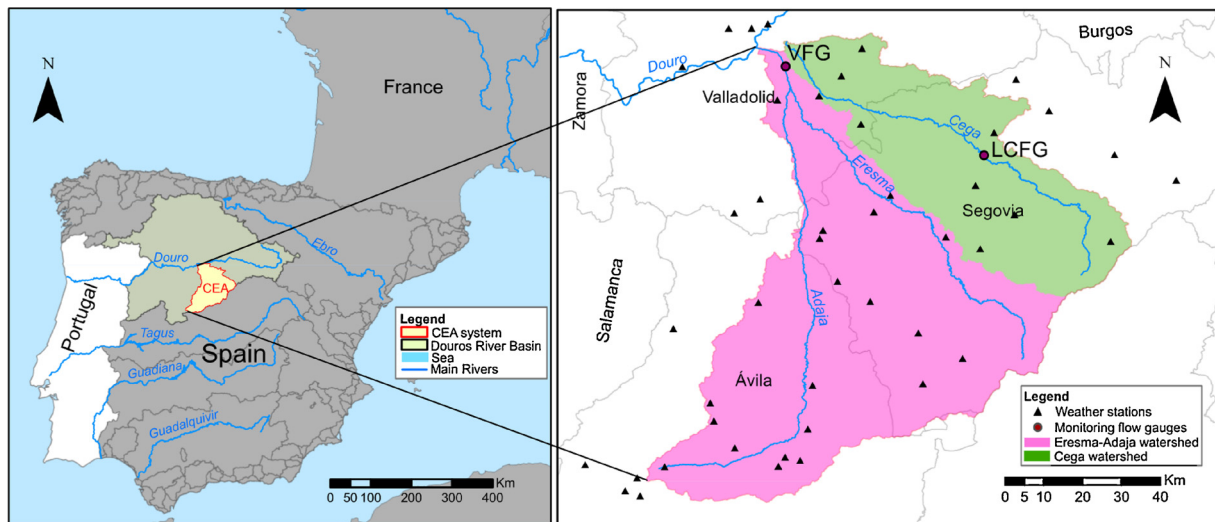 France
N
Ebro
Douro
CEA
Portugal
Tagus
Spain
Guadiana
Guadalquivir
Legend
CEA system
Douros River Basin
Sea
Main Rivers
Km
0 50 100 200 300 400
Burgos
VFG
Douro
Zamora
Valladolid
N
Cega
LCFG
Eresma
Segovia
Salamanca
Adaja
Ávila
Legend
Weather stations
Monitoring flow gauges
Eresma-Adaja watershed
Cega watershed
Km
0 5 10 20 30 40